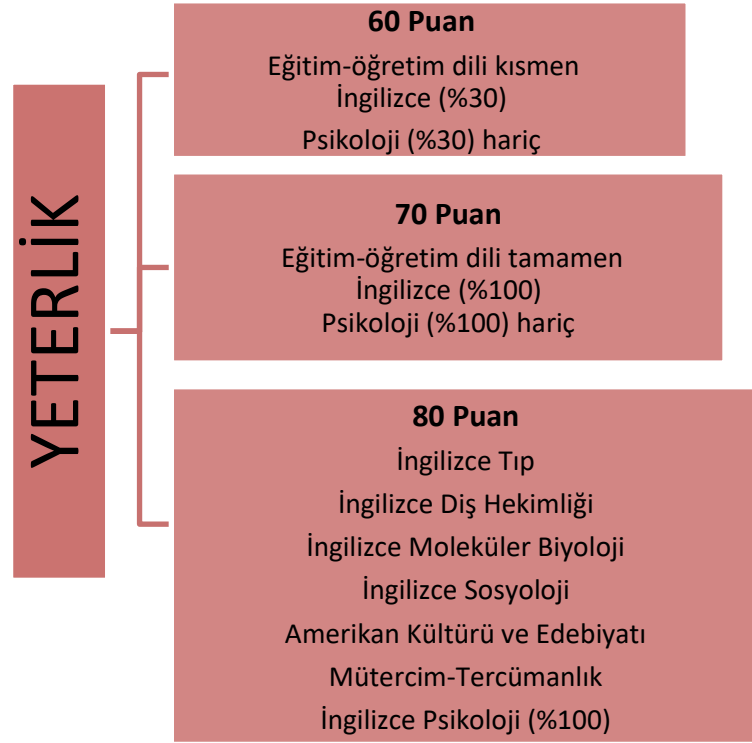 YETERLİK
60 Puan
Eğitim-öğretim dili kısmen
İngilizce (%30)
Psikoloji (%30) hariç
70 Puan
Eğitim-öğretim dili tamamen
İngilizce (%100)
Psikoloji (%100) hariç
80 Puan
İngilizce Tıp
İngilizce Diş Hekimliği
İngilizce Moleküler Biyoloji
İngilizce Sosyoloji
Amerikan Kültürü ve Edebiyatı
Mütercim-Tercümanlık
İngilizce Psikoloji (%100)